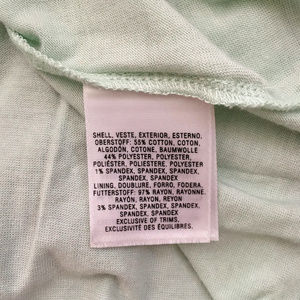 SHELL, VESTE, EXTERIOR, ESTERNO,
OBERSTOFF: 55% COTTON, COTON,
ALGODÓN, COTONE, BAUMWOLLE
44% POLYESTER, POLYESTER,
POLIÉSTER, POLIESTERE, POLYESTER
1% SPANDEX, SPANDEX, SPANDEX,
SPANDEX, SPANDEX
LINING, DOUBLURE, FORRO, FODERA,
FUTTERSTOFF: 97% RAYON, RAYONNE,
RAYON, RAYON, REYON
3% SPANDEX, SPANDEX, SPANDEX,
SPANDEX, SPANDEX
EXCLUSIVE OF TRIMS,
EXCLUSIVITÉ DES ÉQUILIBRES.